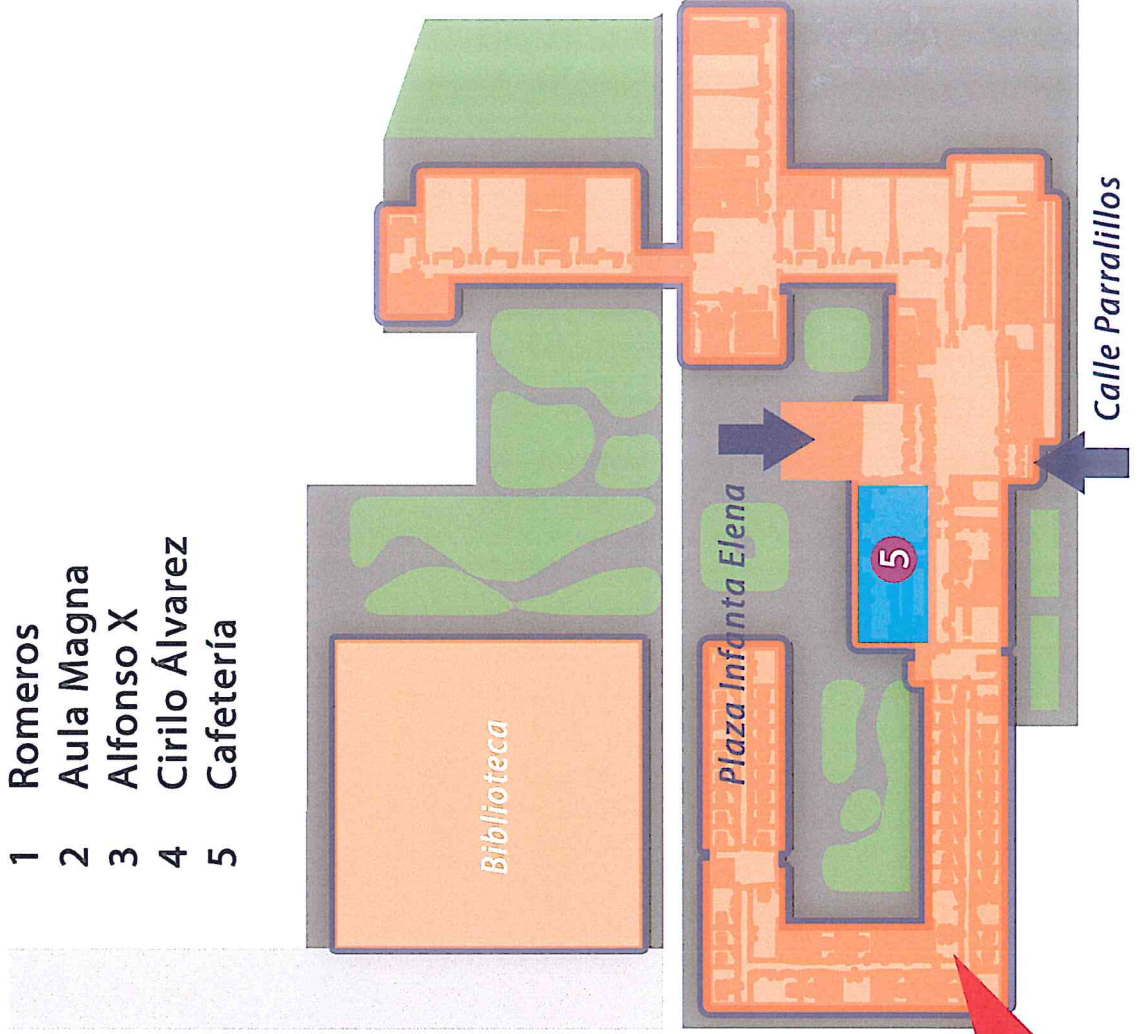 1 Romeros
2 Aula Magna
3 Alfonso X
4 Cirilo Álvarez
5 Cafetería
Biblioteca
Plaza Infanta Elena
5
Calle Parralillos